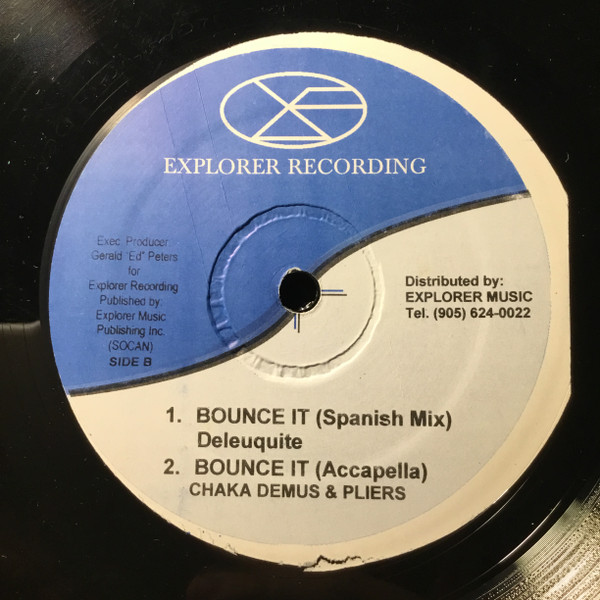 EXPLORER RECORDING
Exec. Producer:
Gerald "Ed" Peters
for
Explorer Recording
Published by:
Explorer Music
Publishing Inc.
(SOCAN)
SIDE B
Distributed by:
EXPLORER MUSIC
Tel. (905) 624-0022
1. BOUNCE IT (Spanish Mix)
Deleuquite
2. BOUNCE IT (Accapella)
CHAKA DEMUS & PLIERS